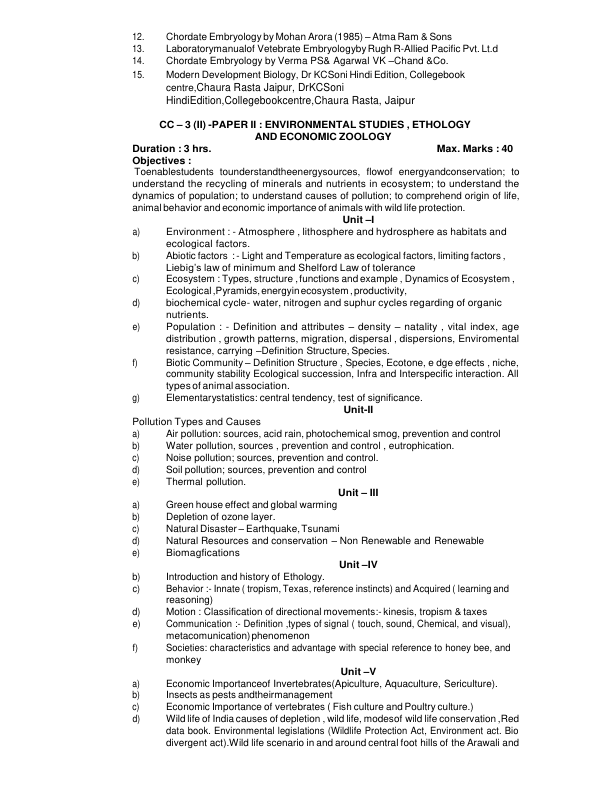 12. Chordate Embryology by Mohan Arora (1985) – Atma Ram & Sons
13. Laboratorymanualof Vetebrate Embryologyby Rugh R-Allied Pacific Pvt. Lt.d
14. Chordate Embryology by Verma PS& Agarwal VK –Chand &Co.
15. Modern Development Biology, Dr KCSoni Hindi Edition, Collegebook
centre,Chaura Rasta Jaipur, DrKCSoni
HindiEdition,Collegebookcentre,Chaura Rasta, Jaipur
CC – 3 (II) -PAPER II : ENVIRONMENTAL STUDIES , ETHOLOGY
AND ECONOMIC ZOOLOGY
Duration : 3 hrs. Max. Marks : 40
Objectives :
Toenablestudents tounderstandtheenergysources, flowof energyandconservation; to
understand the recycling of minerals and nutrients in ecosystem; to understand the
dynamics of population; to understand causes of pollution; to comprehend origin of life,
animal behavior and economic importance of animals with wild life protection.
Unit –I
a) Environment : - Atmosphere , lithosphere and hydrosphere as habitats and
ecological factors.
b) Abiotic factors :- Light and Temperature as ecological factors, limiting factors ,
Liebig's law of minimum and Shelford Law of tolerance
c) Ecosystem : Types, structure , functions and example , Dynamics of Ecosystem ,
Ecological ,Pyramids, energyin ecosystem , productivity,
d) biochemical cycle- water, nitrogen and suphur cycles regarding of organic
nutrients.
e) Population : - Definition and attributes – density – natality , vital index, age
distribution , growth patterns, migration, dispersal , dispersions, Enviromental
resistance, carrying –Definition Structure, Species.
f) Biotic Community – Definition Structure , Species, Ecotone, e dge effects , niche,
community stability Ecological succession, Infra and Interspecific interaction. All
types of animal association.
g) Elementarystatistics: central tendency, test of significance.
Unit-II
Pollution Types and Causes
a) Air pollution: sources, acid rain, photochemical smog, prevention and control
b) Water pollution, sources , prevention and control , eutrophication.
c) Noise pollution; sources, prevention and control.
d) Soil pollution; sources, prevention and control
e) Thermal pollution.
Unit – III
a) Green house effect and global warming
b) Depletion of ozone layer.
c) Natural Disaster – Earthquake, Tsunami
d) Natural Resources and conservation – Non Renewable and Renewable
e) Biomagfications
Unit –IV
b) Introduction and history of Ethology.
c) Behavior :- Innate ( tropism, Texas, reference instincts) and Acquired ( learning and
reasoning)
d) Motion : Classification of directional movements:- kinesis, tropism & taxes
e) Communication :- Definition ,types of signal ( touch, sound, Chemical, and visual),
metacomunication) phenomenon
f) Societies: characteristics and advantage with special reference to honey bee, and
monkey
Unit –V
a) Economic Importanceof Invertebrates(Apiculture, Aquaculture, Sericulture).
b) Insects as pests andtheirmanagement
c) Economic Importance of vertebrates ( Fish culture and Poultry culture.)
d) Wild life of India causes of depletion , wild life, modesof wild life conservation ,Red
data book. Environmental legislations (Wildlife Protection Act, Environment act. Bio
divergent act).Wild life scenario in and around central foot hills of the Arawali and